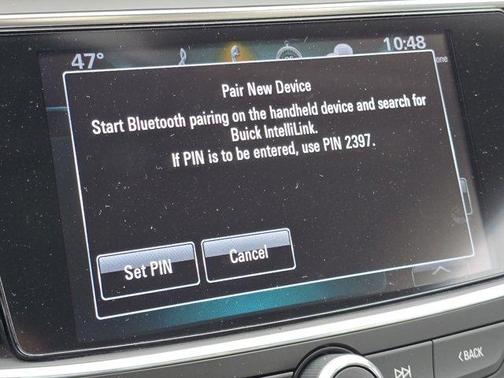 47°
10:48
one
Pair New Device
Start Bluetooth pairing on the handheld device and search for
Buick IntelliLink.
If PIN is to be entered, use PIN 2397.
Set PIN
Cancel
BACK